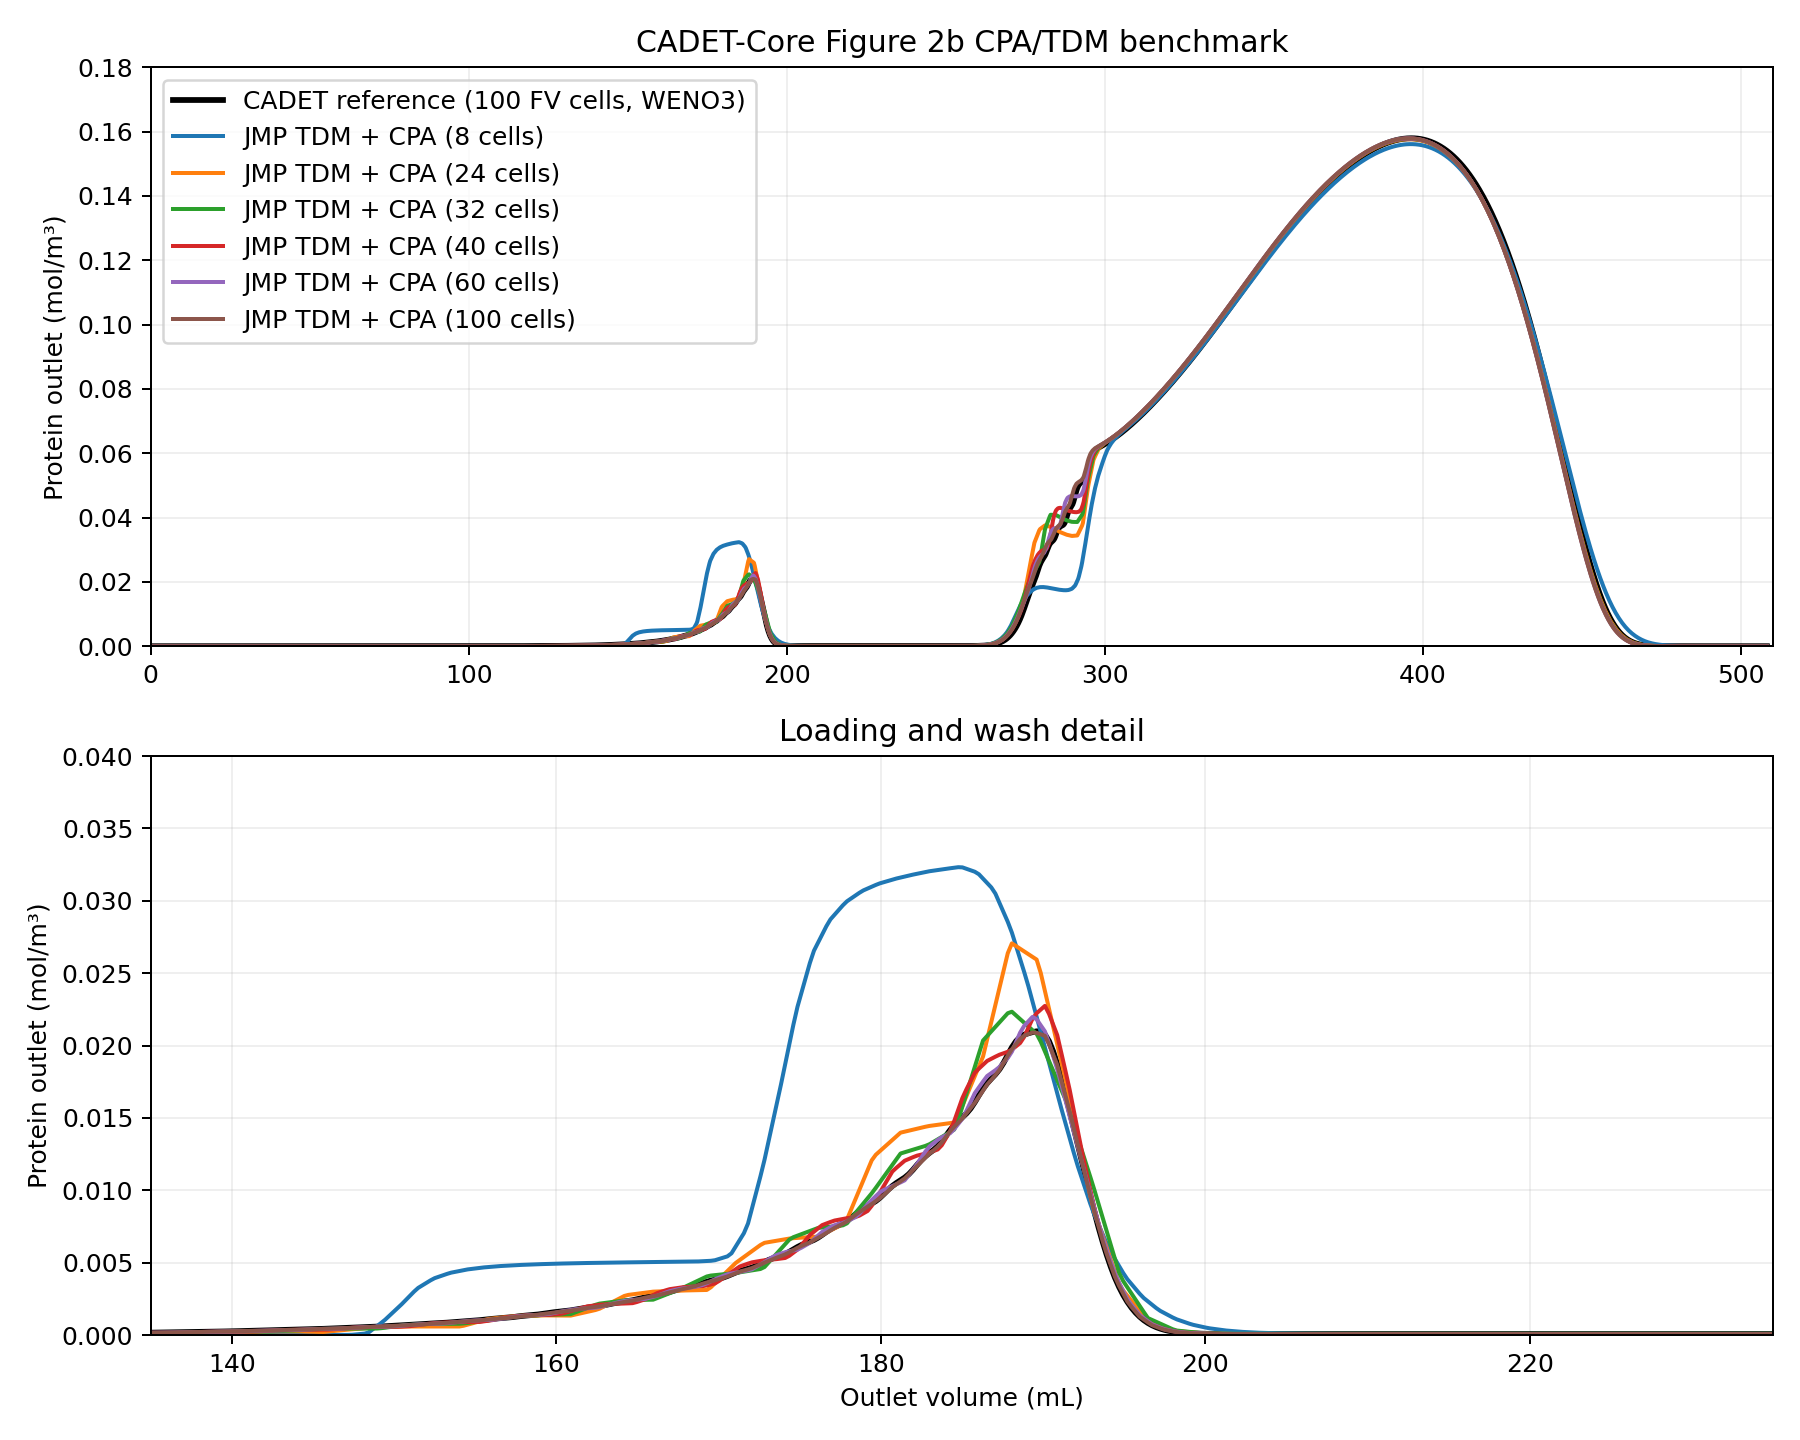 CADET-Core Figure 2b CPA/TDM benchmark
0.18
0.16
0.14
0.12
0.10
0.08
0.06
0.04
0.02
0.00
Protein outlet (mol/m³)
CADET reference (100 FV cells, WENO3)
JMP TDM + CPA (8 cells)
JMP TDM + CPA (24 cells)
JMP TDM + CPA (32 cells)
JMP TDM + CPA (40 cells)
JMP TDM + CPA (60 cells)
JMP TDM + CPA (100 cells)
0 100 200 300 400 500
Loading and wash detail
0.040
0.035
0.030
0.025
0.020
0.015
0.010
0.005
0.000
Protein outlet (mol/m³)
140 160 180 200 220
Outlet volume (mL)